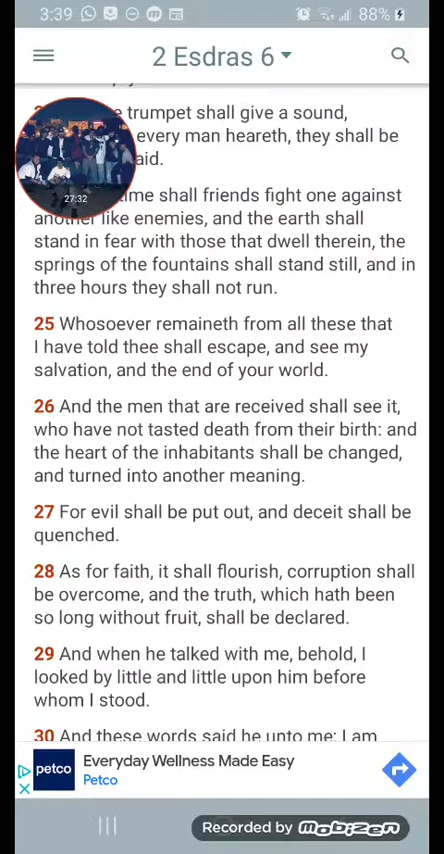 3:39 88%
2 Esdras 6
e trumpet shall give a sound,
every man heareth, they shall be
aid.
27:32
ime shall friends fight one against
another like enemies, and the earth shall
stand in fear with those that dwell therein, the
springs of the fountains shall stand still, and in
three hours they shall not run.
25 Whosoever remaineth from all these that
I have told thee shall escape, and see my
salvation, and the end of your world.
26 And the men that are received shall see it,
who have not tasted death from their birth: and
the heart of the inhabitants shall be changed,
and turned into another meaning.
27 For evil shall be put out, and deceit shall be
quenched.
28 As for faith, it shall flourish, corruption shall
be overcome, and the truth, which hath been
so long without fruit, shall be declared.
29 And when he talked with me, behold, I
looked by little and little upon him before
whom I stood.
30 And these words said he unto me; I am
petco
Everyday Wellness Made Easy
Petco
Recorded by Mobizen